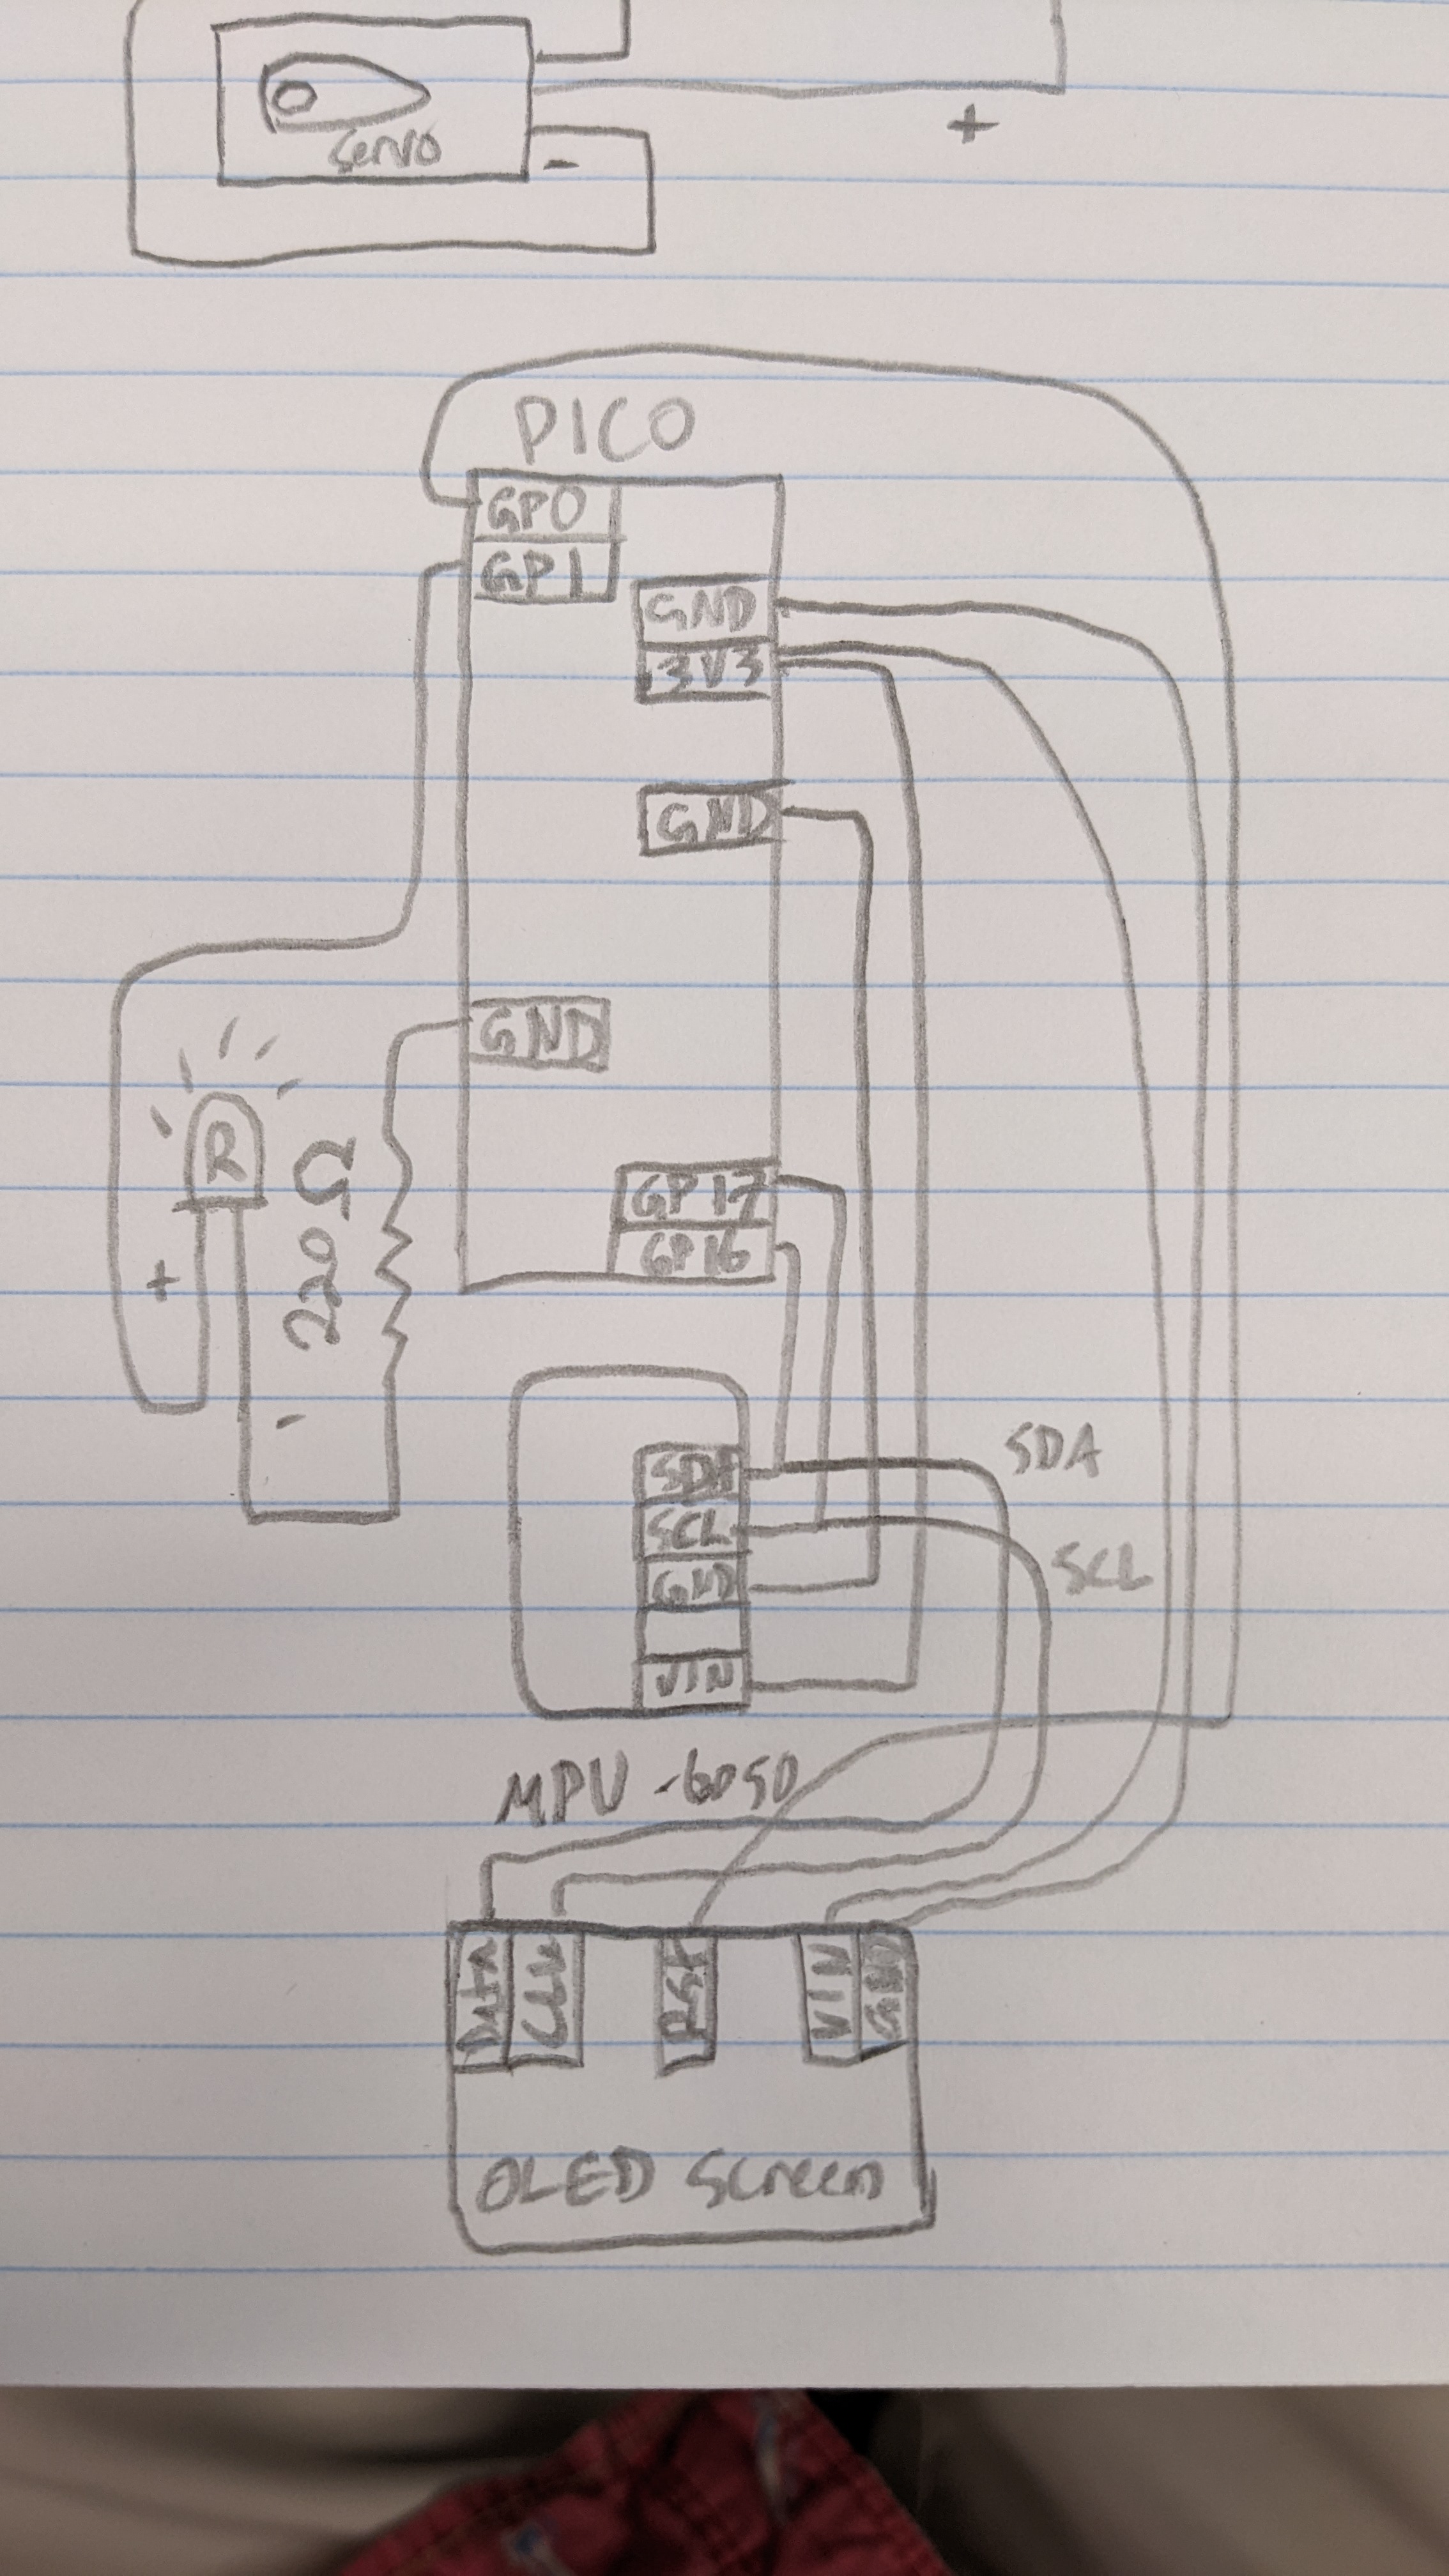 +
servo
-
PICO
GP0
GP1
GND
3V3
GND
GND
R
220 Ω
+
-
GP17
GP16
SDA
SCL
GND
VIN
SDA
SCL
MPU-6050
Data
CLK
RST
VIN
GND
OLED Screen